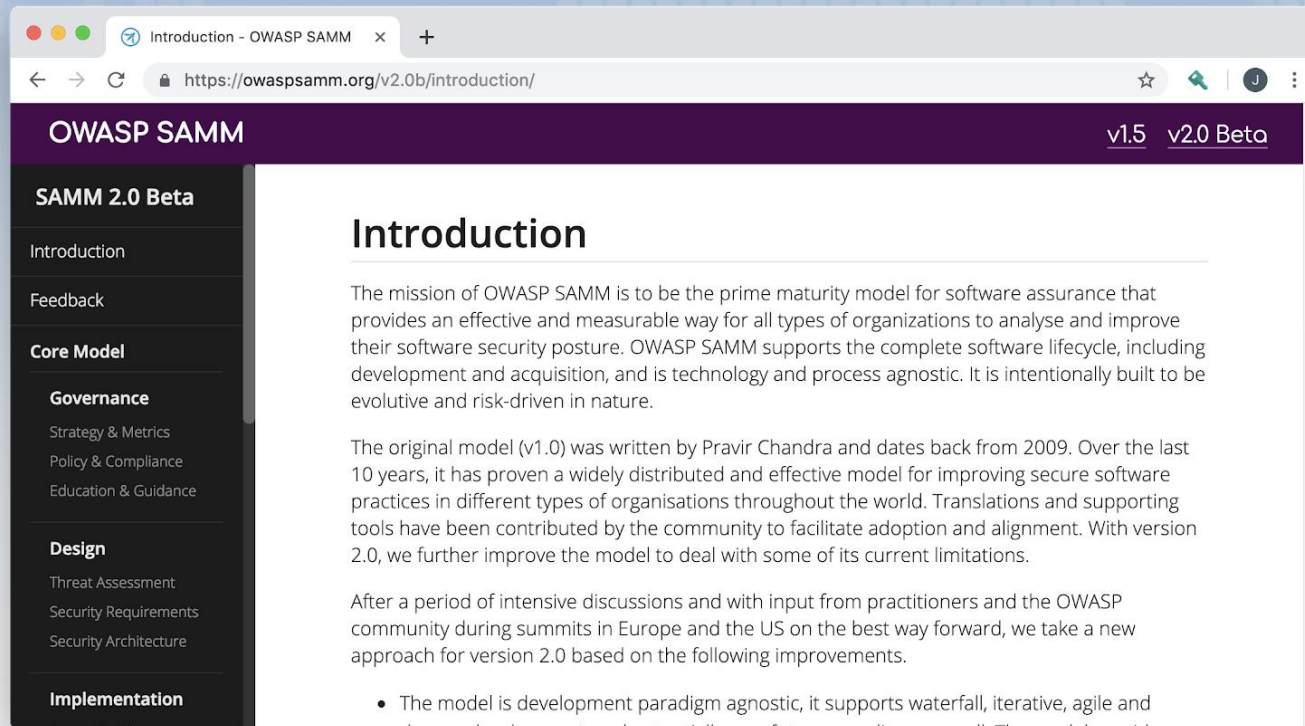 Introduction - OWASP SAMM
https://owaspsamm.org/v2.0b/introduction/
J
OWASP SAMM
v1.5 v2.0 Beta
SAMM 2.0 Beta
Introduction
Feedback
Core Model
Governance
Strategy & Metrics
Policy & Compliance
Education & Guidance
Design
Threat Assessment
Security Requirements
Security Architecture
Implementation
Introduction
The mission of OWASP SAMM is to be the prime maturity model for software assurance that
provides an effective and measurable way for all types of organizations to analyse and improve
their software security posture. OWASP SAMM supports the complete software lifecycle, including
development and acquisition, and is technology and process agnostic. It is intentionally built to be
evolutive and risk-driven in nature.
The original model (v1.0) was written by Pravir Chandra and dates back from 2009. Over the last
10 years, it has proven a widely distributed and effective model for improving secure software
practices in different types of organisations throughout the world. Translations and supporting
tools have been contributed by the community to facilitate adoption and alignment. With version
2.0, we further improve the model to deal with some of its current limitations.
After a period of intensive discussions and with input from practitioners and the OWASP
community during summits in Europe and the US on the best way forward, we take a new
approach for version 2.0 based on the following improvements.
• The model is development paradigm agnostic, it supports waterfall, iterative, agile and